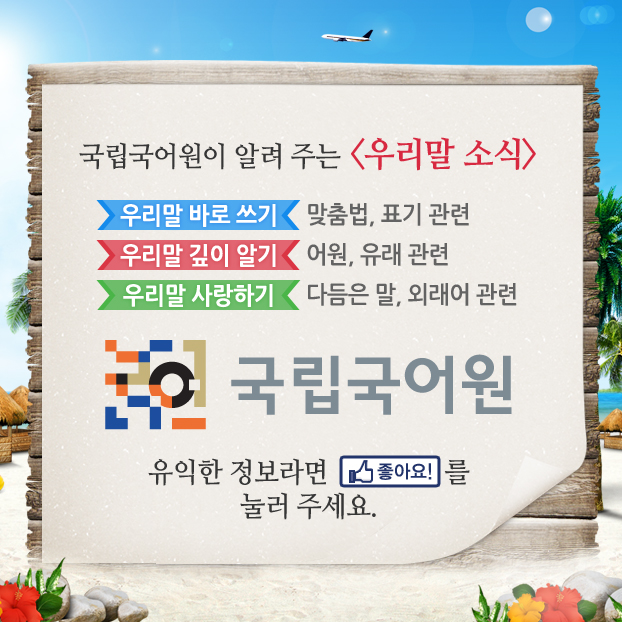 국립국어원이 알려 주는 〈우리말 소식〉
우리말 바로 쓰기 맞춤법, 표기 관련
우리말 깊이 알기 어원, 유래 관련
우리말 사랑하기 다듬은 말, 외래어 관련
국립국어원
유익한 정보라면 좋아요!를
눌러 주세요.